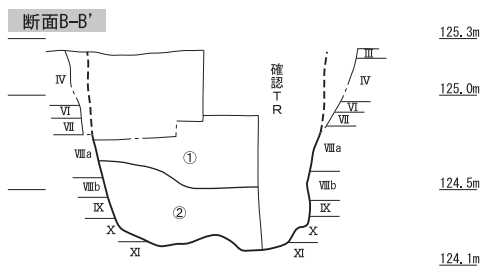 断面B-B'
125.3m
Ⅲ
Ⅳ
確認TR
Ⅳ
125.0m
Ⅵ
Ⅵ
Ⅶ
Ⅶ
①
Ⅷa
Ⅷa
Ⅷb
Ⅷb
124.5m
Ⅸ
②
Ⅸ
Ⅹ
Ⅹ
Ⅺ
Ⅺ
124.1m